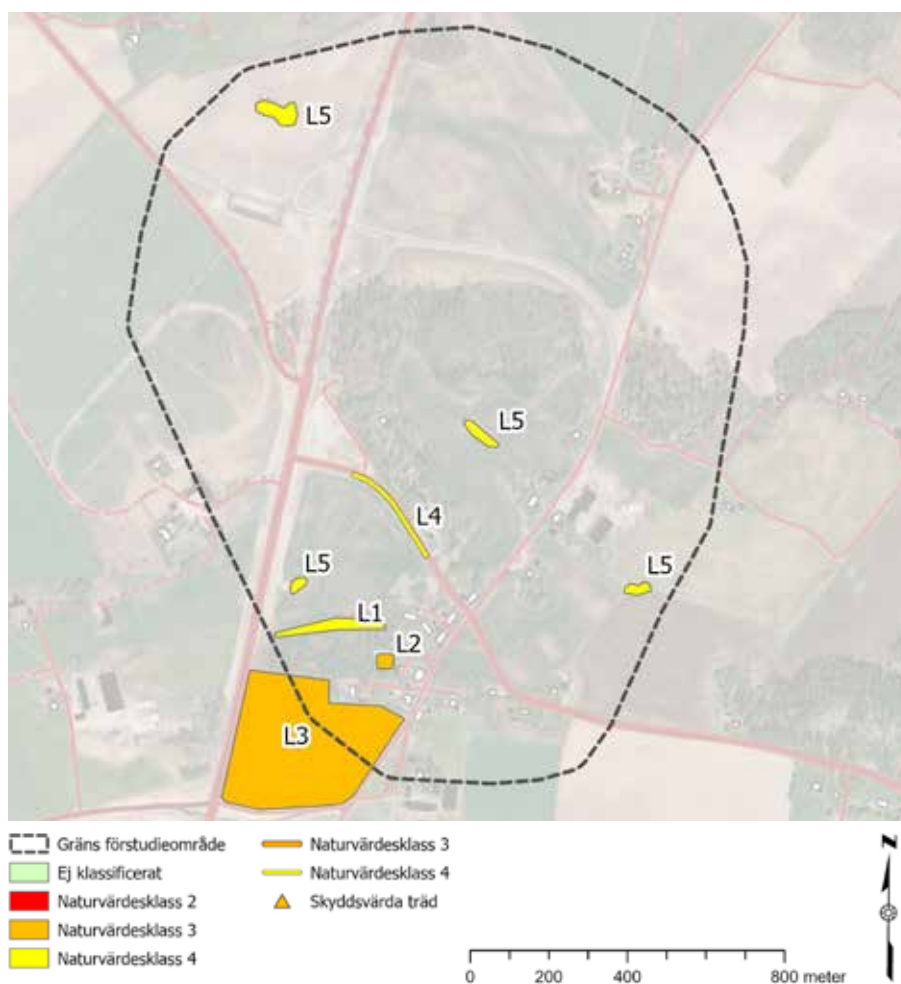 L5
L5
L4
L5
L5
L1
L2
L3
Gräns förstudieområde
Ej klassificerat
Naturvärdesklass 2
Naturvärdesklass 3
Naturvärdesklass 4
Naturvärdesklass 3
Naturvärdesklass 4
Skyddsvärda träd
N
0 200 400 800 meter